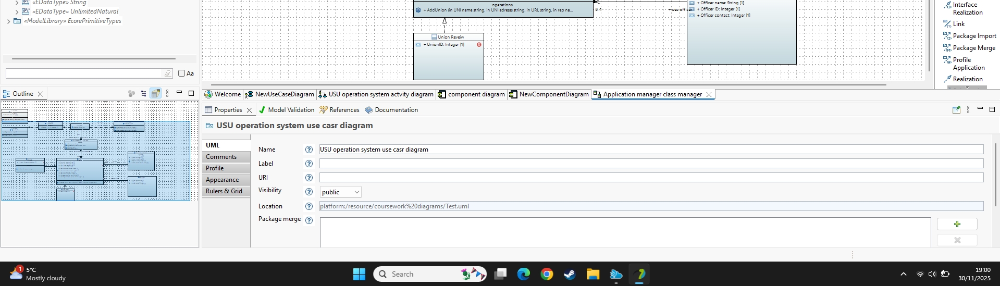 «EDataType» String
«EDataType» UnlimitedNatural
«ModelLibrary» EcorePrimitiveTypes
Aa
Outline
operations
+ AddUnion (in UNI name string, in UNI adresss string, in URL string, in rep na...
0..1
+ usu officer
+ Officer name: String [1]
+ Officer ID: Integer [1]
+ Officer contact: Integer [1]
Union Reveiw
+ UnionID: Integer [1]
Interface
Realization
Link
Package Import
Package Merge
Profile
Application
Realization
Welcome
NewUseCaseDiagram
USU operation system actvity diagram
component diagram
NewComponentDiagram
Application manager class manager
Properties
Model Validation
References
Documentation
USU operation system use casr diagram
UML
Comments
Profile
Appearance
Rulers & Grid
Name
USU operation system use casr diagram
Label
URI
Visibility
public
Location
platform:/resource/coursework%20diagrams/Test.uml
Package merge
1
5°C
Mostly cloudy
Search
19:00
30/11/2025